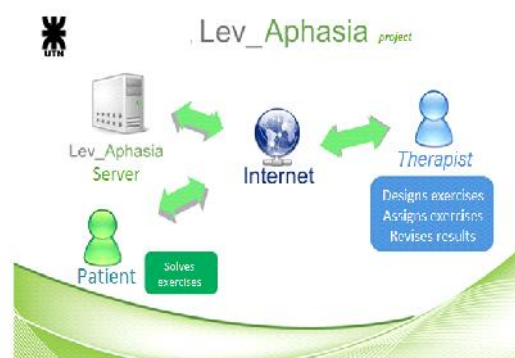 UTN
Lev_Aphasia project
Lev_Aphasia
Server
Internet
Therapist
Designs exercises
Assigns exercises
Revises results
Patient
Solves
exercises